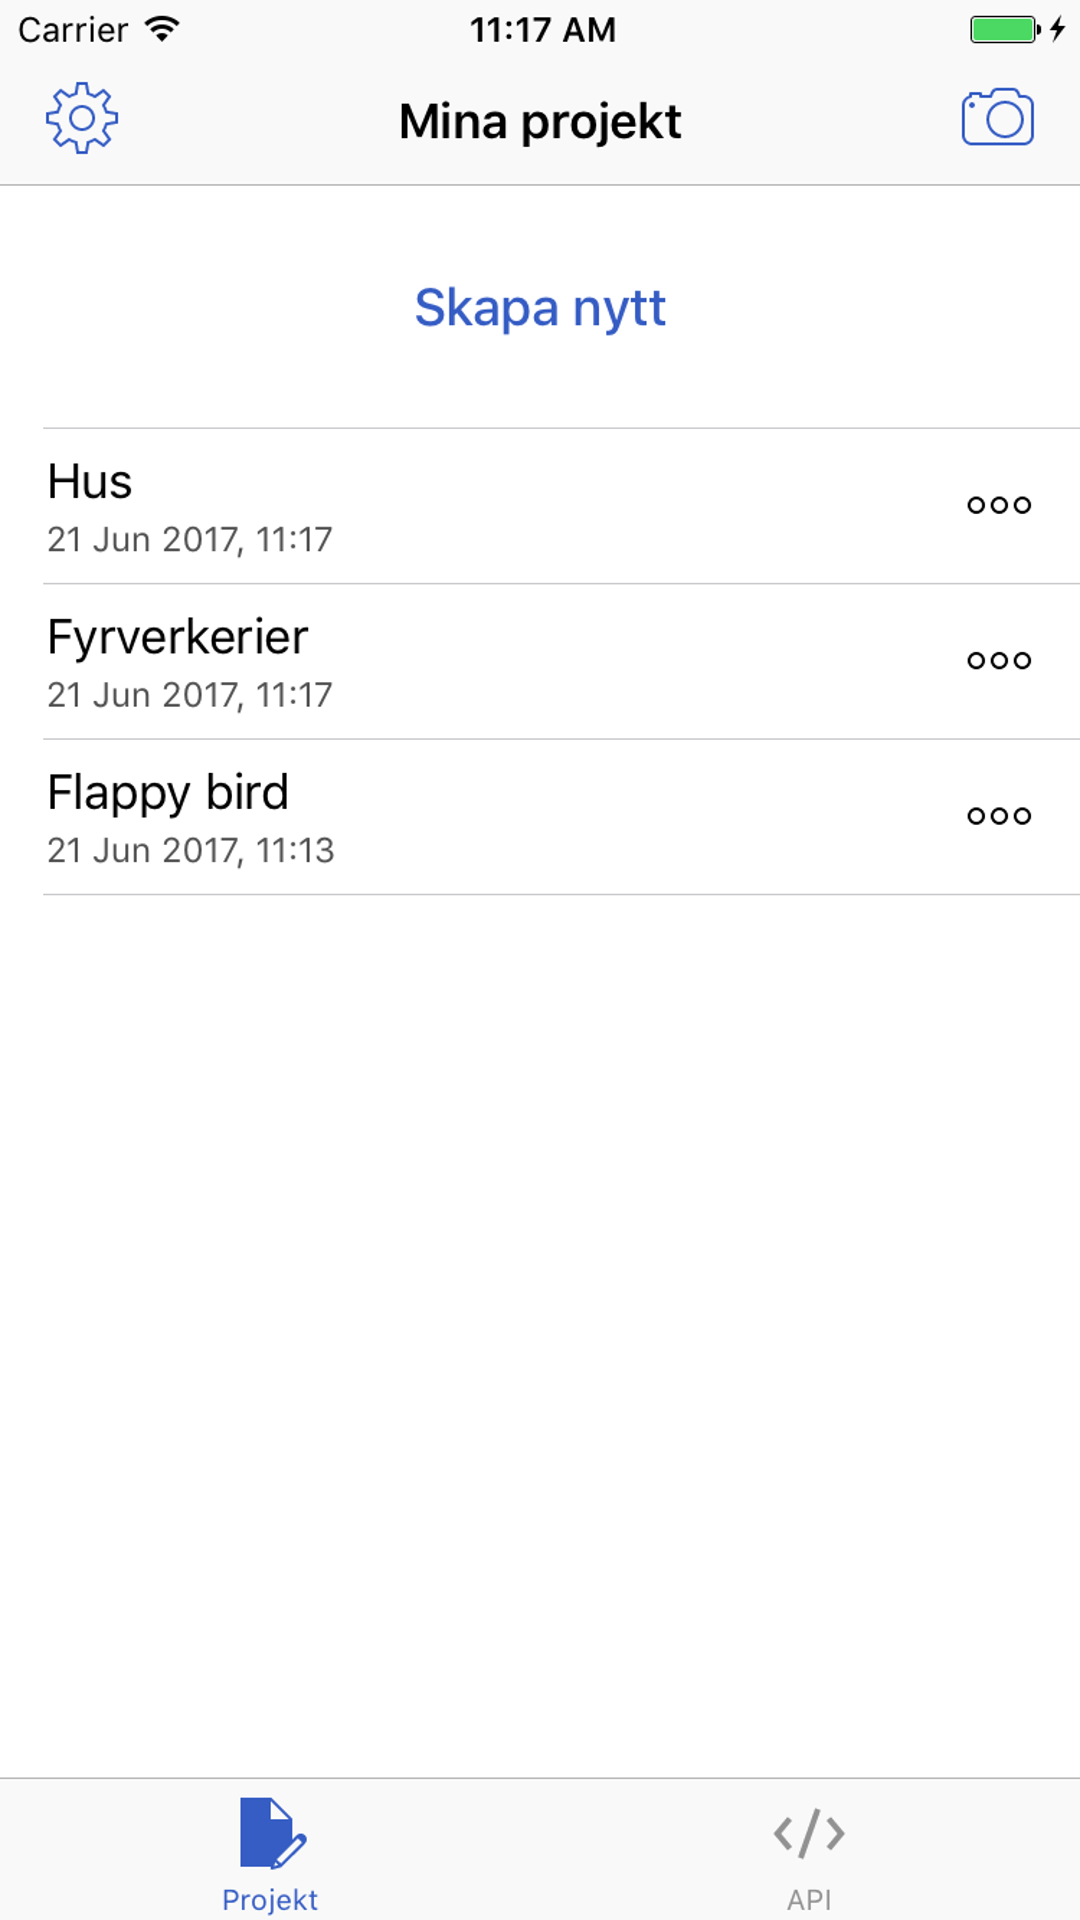 Carrier 11:17 AM
Mina projekt
Skapa nytt
Hus
21 Jun 2017, 11:17
Fyrverkerier
21 Jun 2017, 11:17
Flappy bird
21 Jun 2017, 11:13
Projekt API